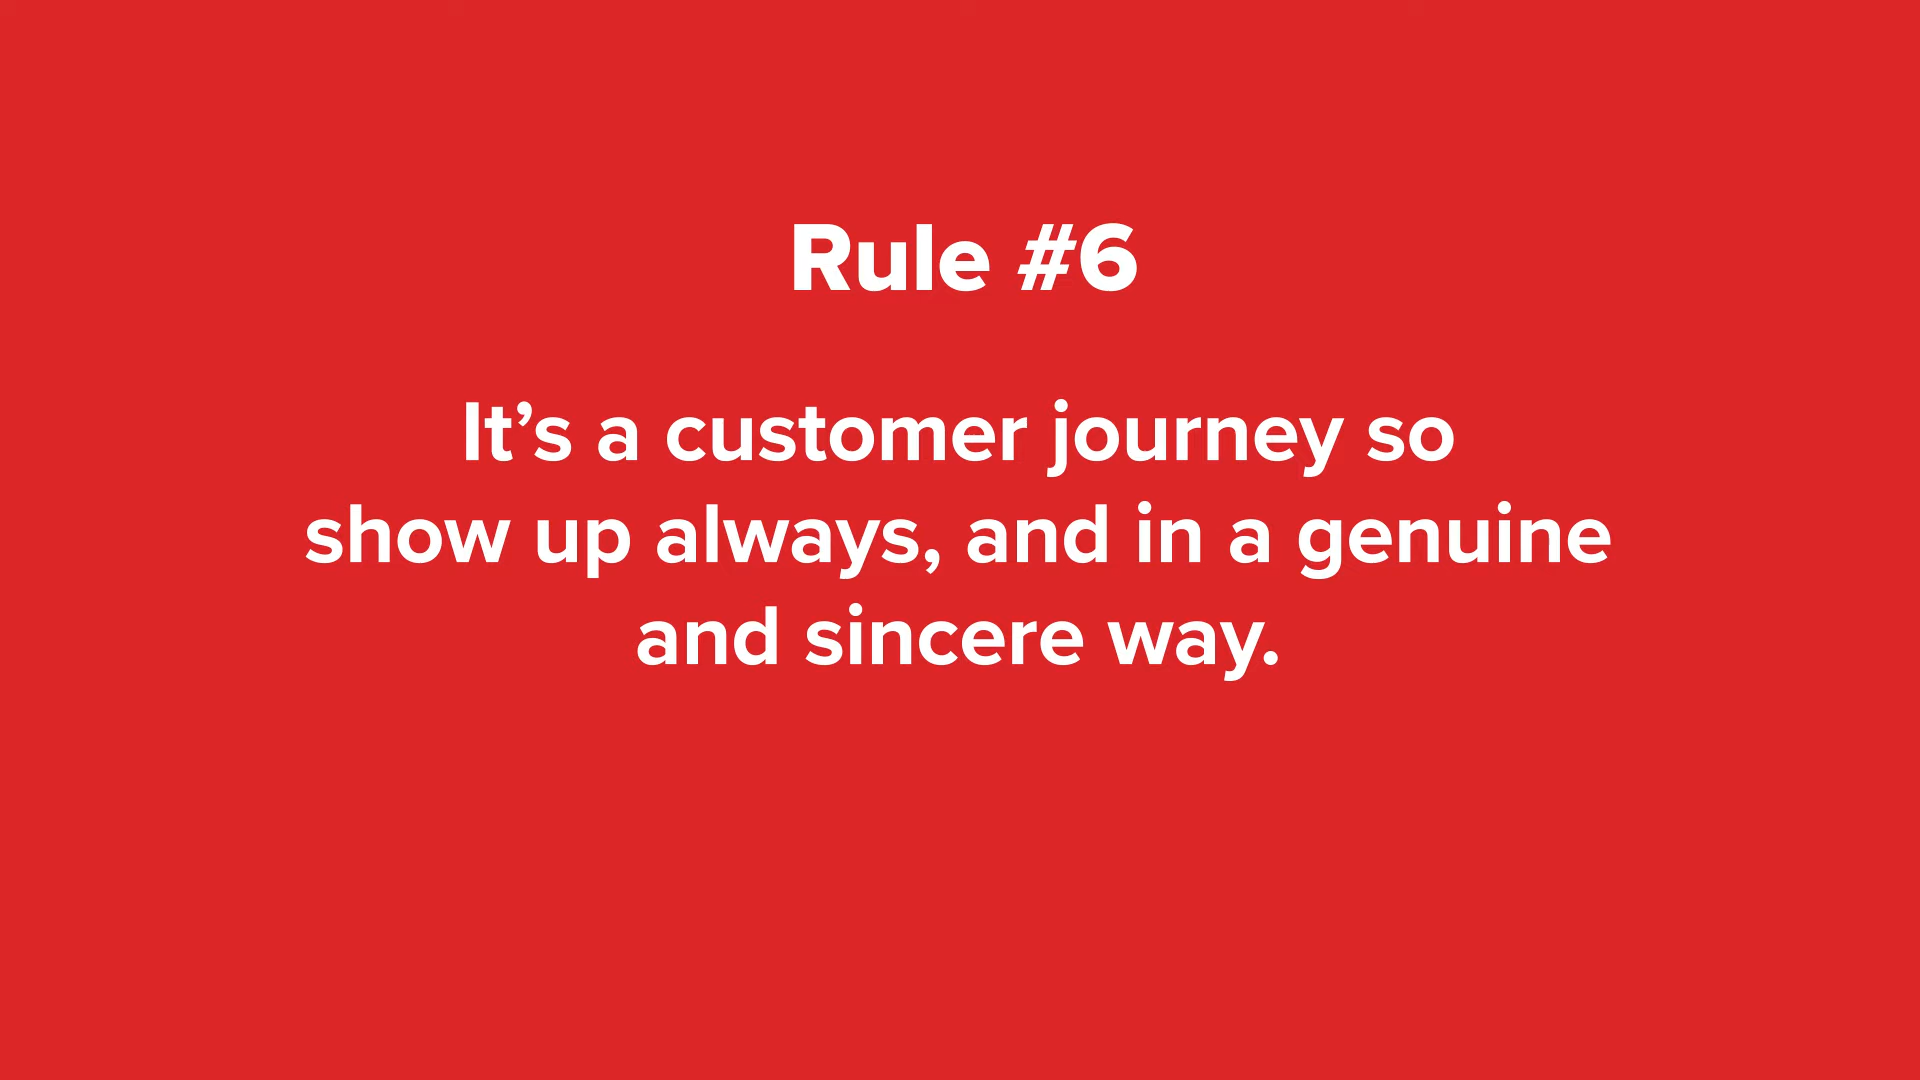 Rule #6
It’s a customer journey so
show up always, and in a genuine
and sincere way.